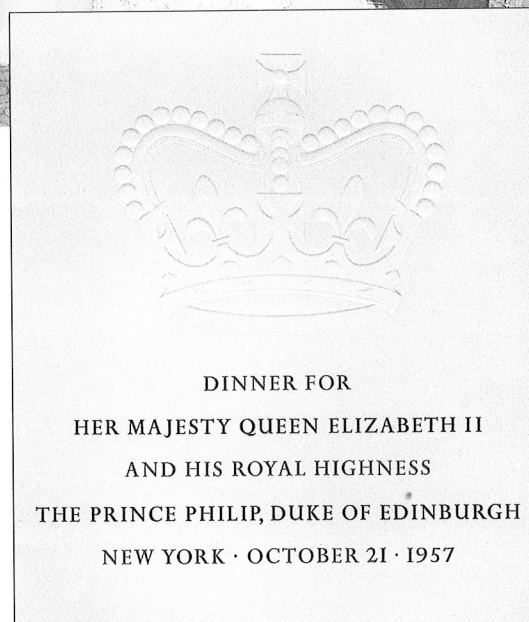 DINNER FOR
HER MAJESTY QUEEN ELIZABETH II
AND HIS ROYAL HIGHNESS
THE PRINCE PHILIP, DUKE OF EDINBURGH
NEW YORK · OCTOBER 21 · 1957